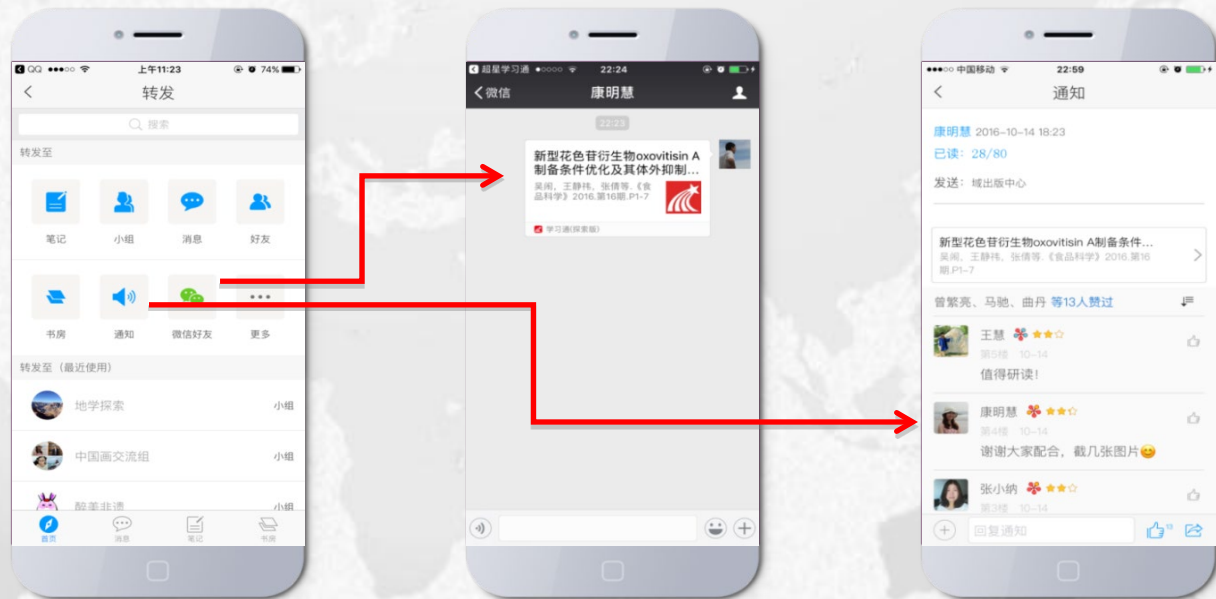 QQ 上午11:23 74%
转发
搜索
转发至
笔记 小组 消息 好友
书房 通知 微信好友 更多
转发至（最近使用）
地学探索 小组
中国画交流组 小组
醉美非遗 小组
首页 消息 笔记 书房
超星学习通 22:24
微信 康明慧
22:23
新型花色苷衍生物oxovitisin A
制备条件优化及其体外抑制...
吴闹，王静祎、张倩等.《食
品科学》2016.第16期.P1-7
学习通(探索版)
中国移动 22:59
通知
康明慧 2016-10-14 18:23
已读：28/80
发送：域出版中心
新型花色苷衍生物oxovitisin A制备条件...
吴闹，王静祎、张倩等.《食品科学》2016.第16
期.P1-7
曾繁亮、马驰、曲丹 等13人赞过
王慧
第5楼 10-14
值得研读！
康明慧
第4楼 10-14
谢谢大家配合，截几张图片
张小纳
第3楼 10-14
回复通知 13